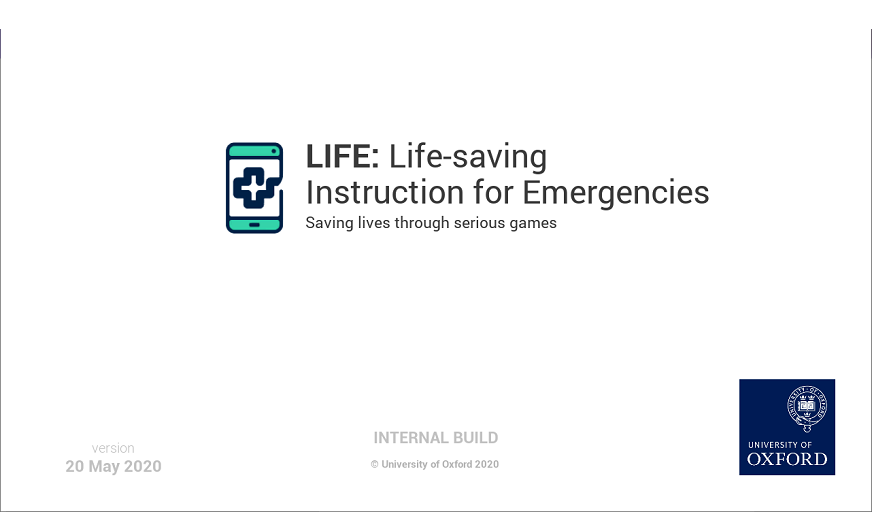 LIFE: Life-saving
Instruction for Emergencies
Saving lives through serious games
version
20 May 2020
INTERNAL BUILD
© University of Oxford 2020
UNIVERSITY OF
OXFORD